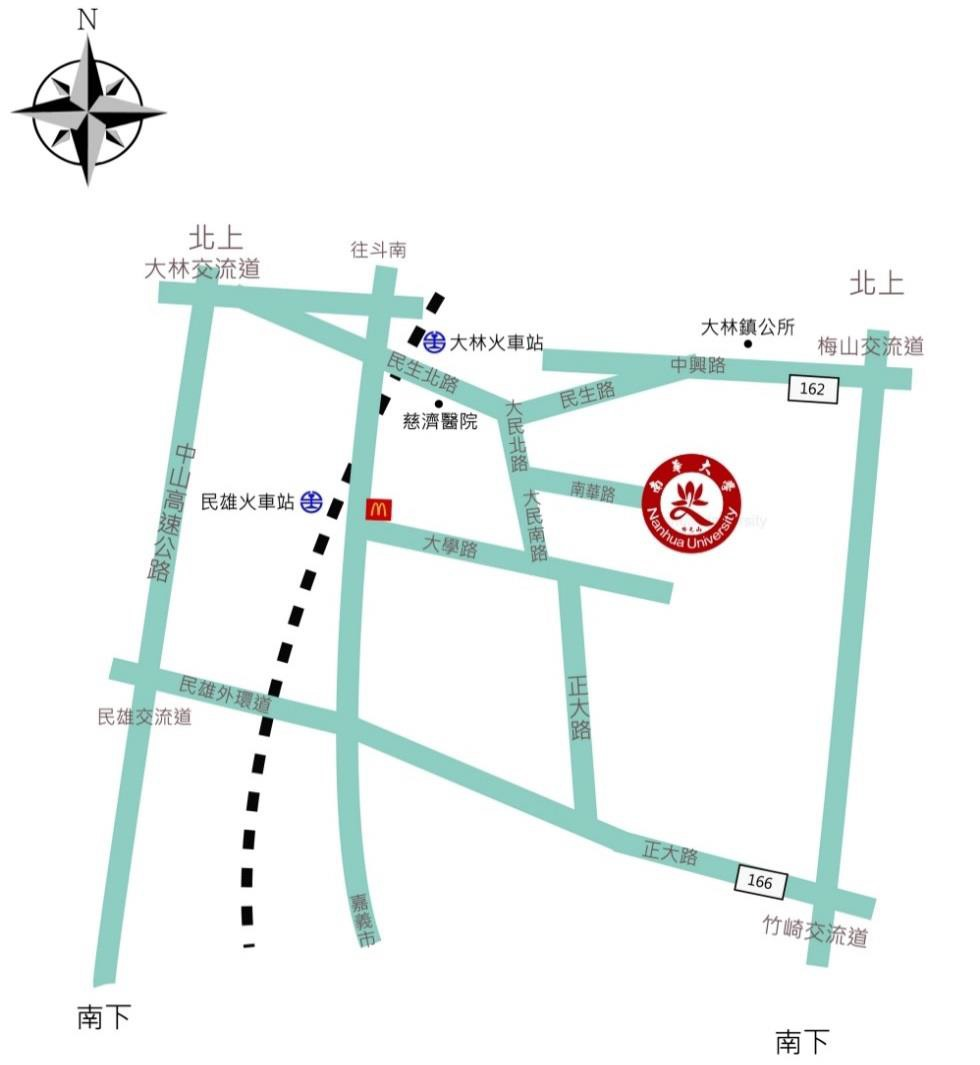 N
北上
大林交流道
往斗南
北上
大林鎮公所
梅山交流道
大林火車站
中興路
162
民生北路
民生路
慈濟醫院
大民北路
南華大學
Nanhua University
南華路
中山高速公路
民雄火車站
大民南路
大學路
民雄外環道
正大路
民雄交流道
正大路
166
嘉義市
竹崎交流道
南下
南下